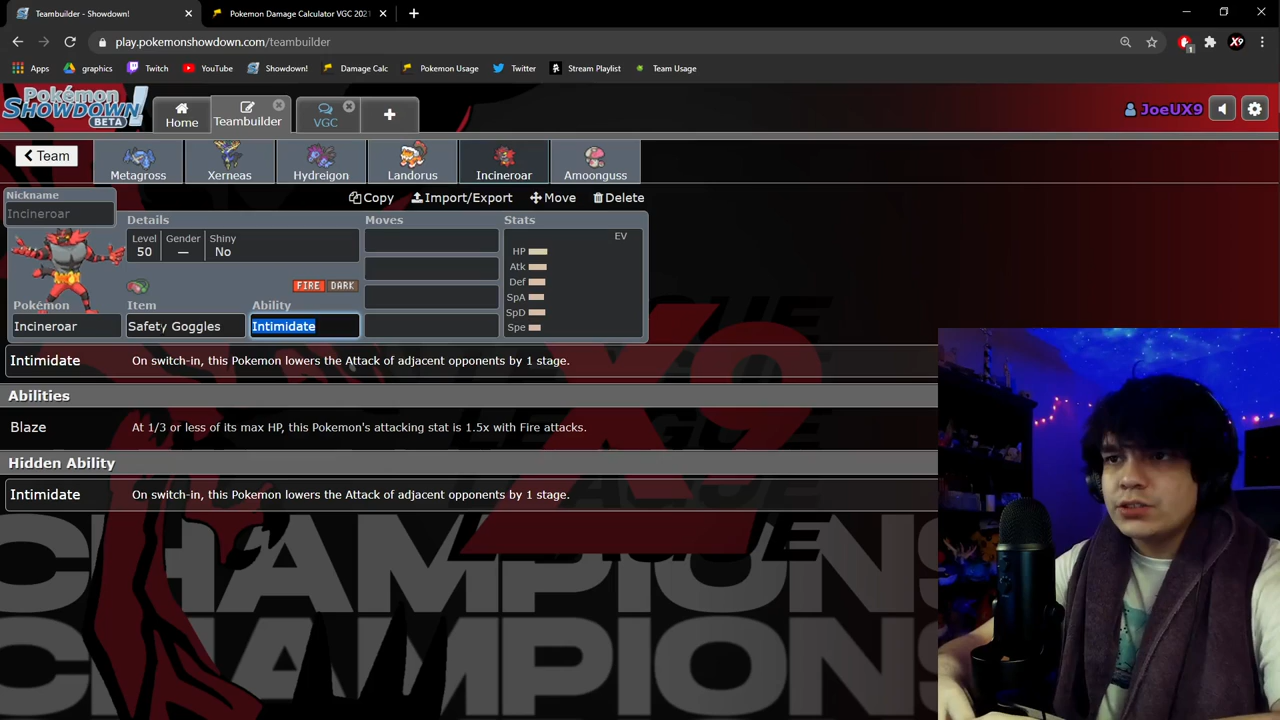 Teambuilder - Showdown!
Pokemon Damage Calculator VGC 2021
play.pokemonshowdown.com/teambuilder
Apps graphics Twitch YouTube Showdown! Damage Calc Pokemon Usage Twitter Stream Playlist Team Usage
1
X9
Pokémon
SHOWDOWN!
BETA
Home
Teambuilder
VGC
JoeUX9
Team
Metagross Xerneas Hydreigon Landorus Incineroar Amoonguss
Copy Import/Export Move Delete
Nickname
Incineroar
Details
Level
50
Gender
—
Shiny
No
FIRE DARK
Pokémon
Incineroar
Item
Safety Goggles
Ability
Intimidate
Moves
Stats
EV
HP
Atk
Def
SpA
SpD
Spe
Intimidate On switch-in, this Pokemon lowers the Attack of adjacent opponents by 1 stage.
Abilities
Blaze At 1/3 or less of its max HP, this Pokemon's attacking stat is 1.5x with Fire attacks.
Hidden Ability
Intimidate On switch-in, this Pokemon lowers the Attack of adjacent opponents by 1 stage.
X9
LEAGUE
CHAMPIONS
CHAMPIONS